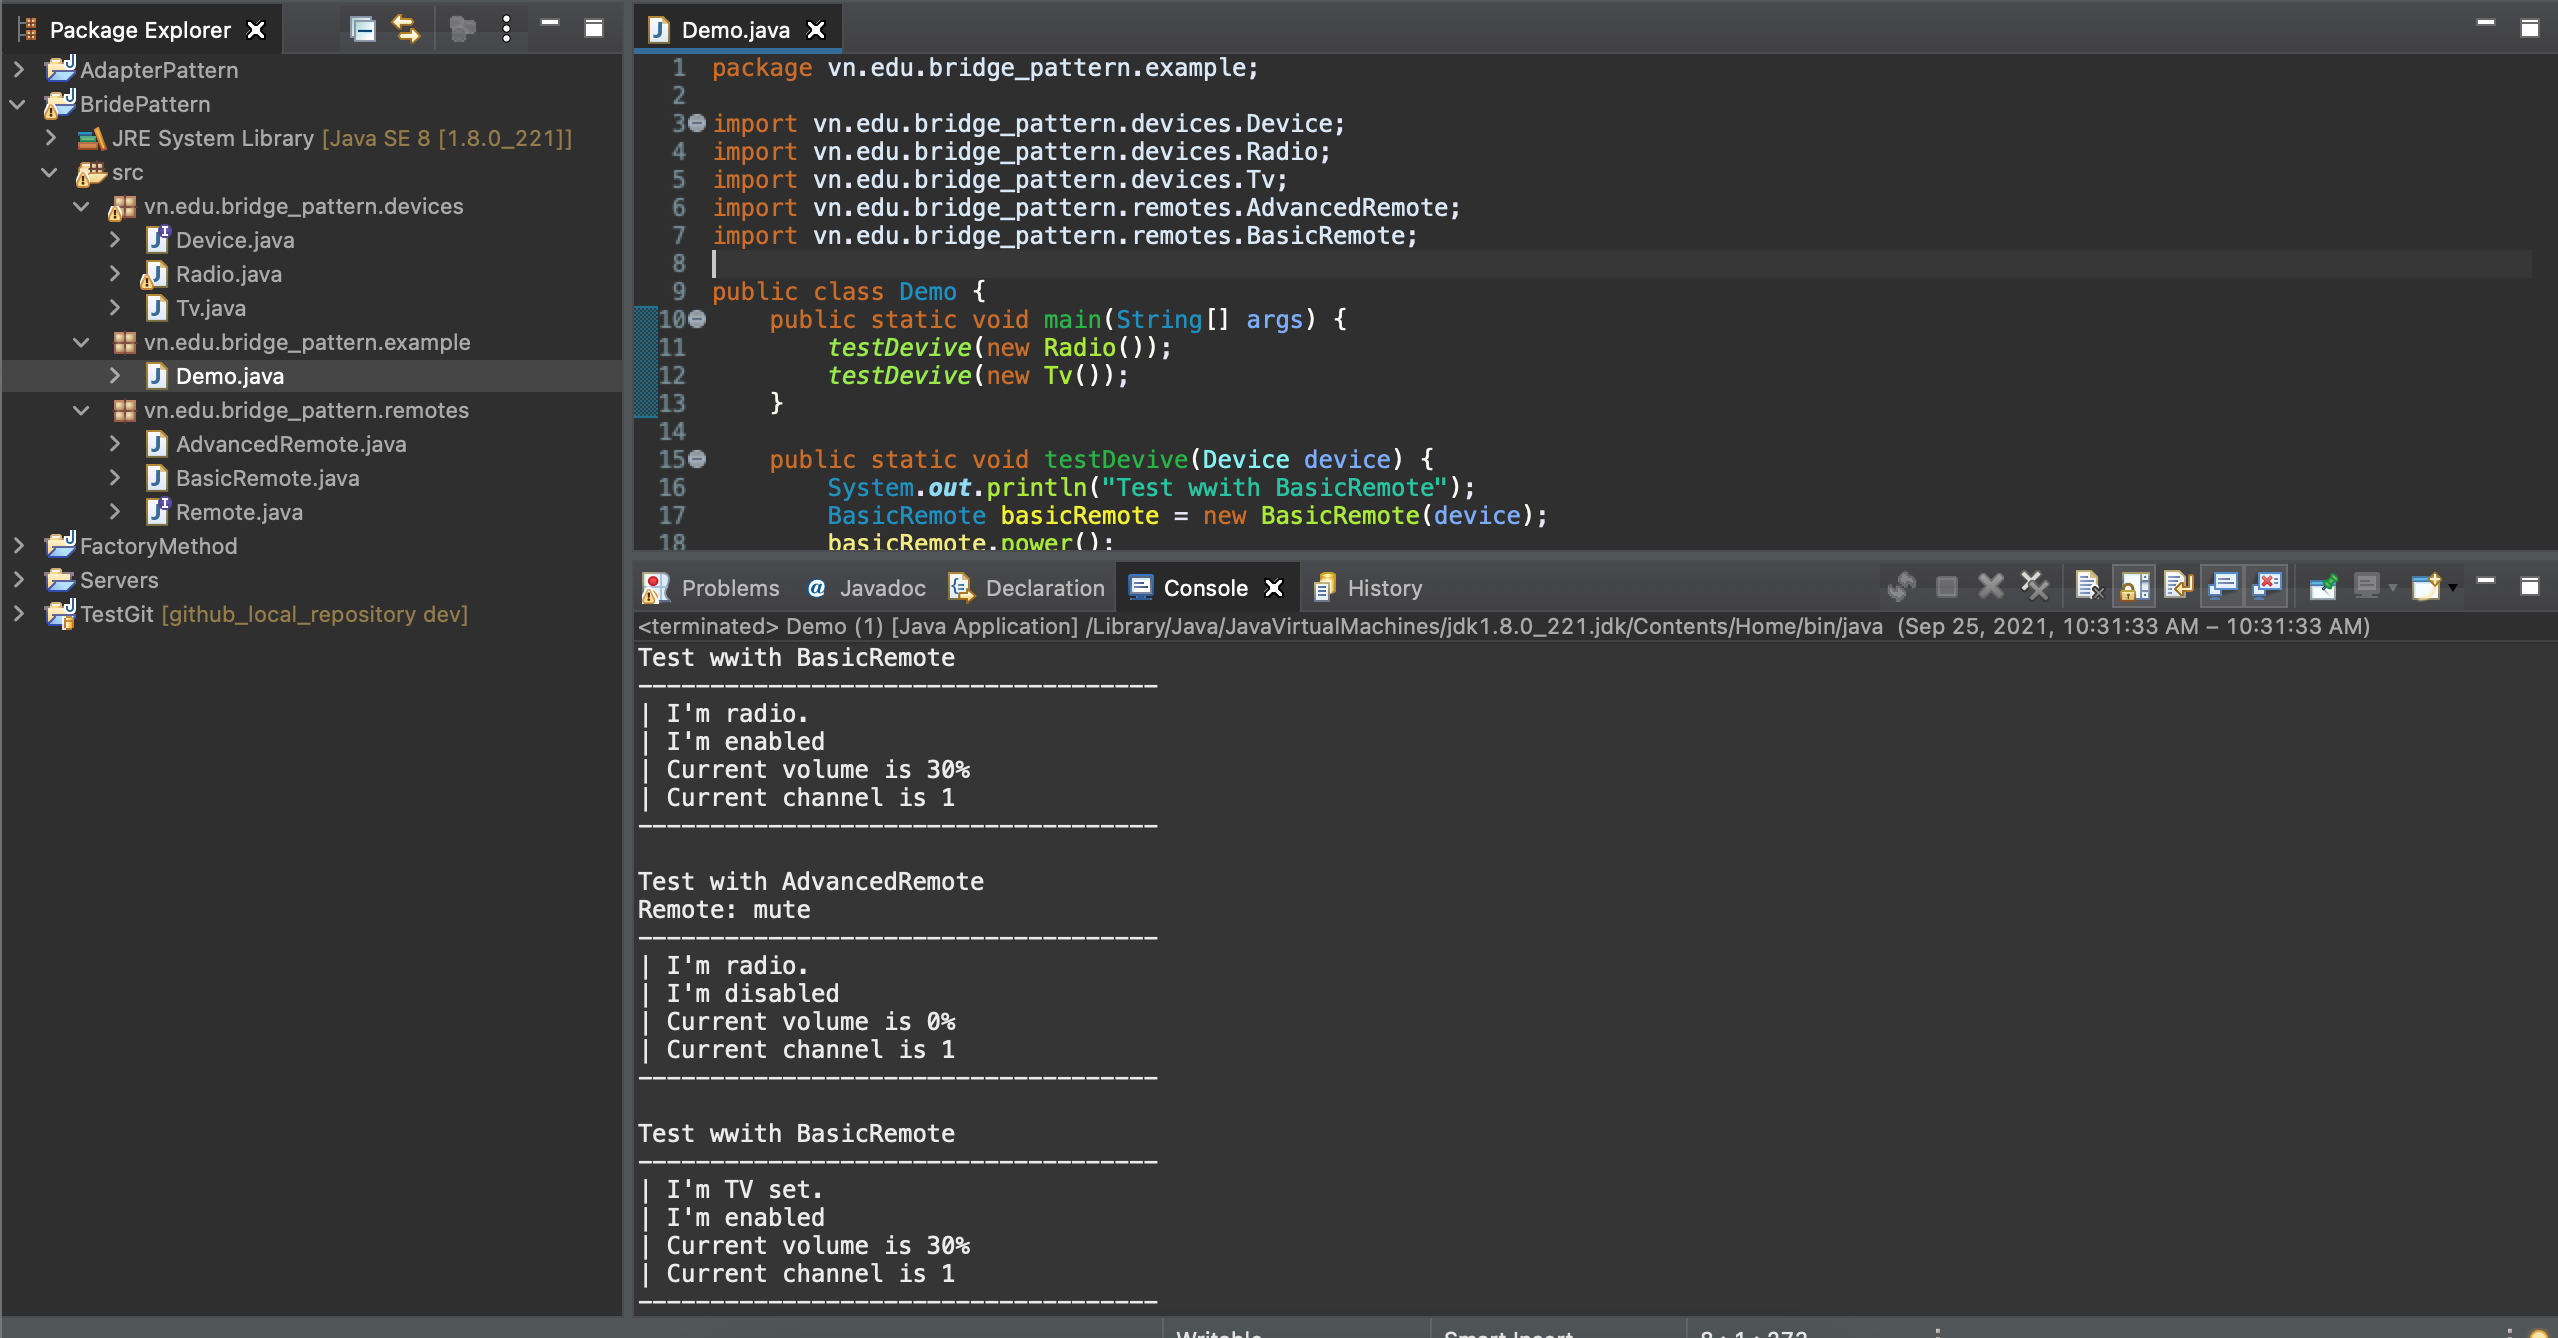 Package Explorer
AdapterPattern
BridePattern
JRE System Library [Java SE 8 [1.8.0_221]]
src
vn.edu.bridge_pattern.devices
Device.java
Radio.java
Tv.java
vn.edu.bridge_pattern.example
Demo.java
vn.edu.bridge_pattern.remotes
AdvancedRemote.java
BasicRemote.java
Remote.java
FactoryMethod
Servers
TestGit [github_local_repository dev]
Demo.java
1 package vn.edu.bridge_pattern.example;
2
3 import vn.edu.bridge_pattern.devices.Device;
4 import vn.edu.bridge_pattern.devices.Radio;
5 import vn.edu.bridge_pattern.devices.Tv;
6 import vn.edu.bridge_pattern.remotes.AdvancedRemote;
7 import vn.edu.bridge_pattern.remotes.BasicRemote;
8
9 public class Demo {
10 public static void main(String[] args) {
11 testDevive(new Radio());
12 testDevive(new Tv());
13 }
14
15 public static void testDevive(Device device) {
16 System.out.println("Test wwith BasicRemote");
17 BasicRemote basicRemote = new BasicRemote(device);
18 basicRemote.power();
Problems @ Javadoc Declaration Console History
<terminated> Demo (1) [Java Application] /Library/Java/JavaVirtualMachines/jdk1.8.0_221.jdk/Contents/Home/bin/java (Sep 25, 2021, 10:31:33 AM – 10:31:33 AM)
Test wwith BasicRemote
------------------------------------
| I'm radio.
| I'm enabled
| Current volume is 30%
| Current channel is 1
------------------------------------
Test with AdvancedRemote
Remote: mute
------------------------------------
| I'm radio.
| I'm disabled
| Current volume is 0%
| Current channel is 1
------------------------------------
Test wwith BasicRemote
------------------------------------
| I'm TV set.
| I'm enabled
| Current volume is 30%
| Current channel is 1
------------------------------------
Writable Smart Insert 8 : 1 : 273